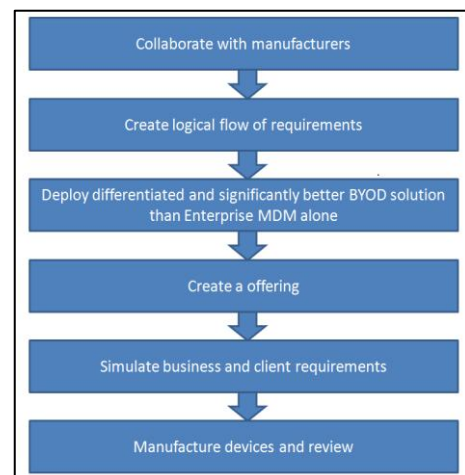 Collaborate with manufacturers
Create logical flow of requirements
Deploy differentiated and significantly better BYOD solution
than Enterprise MDM alone
Create a offering
Simulate business and client requirements
Manufacture devices and review